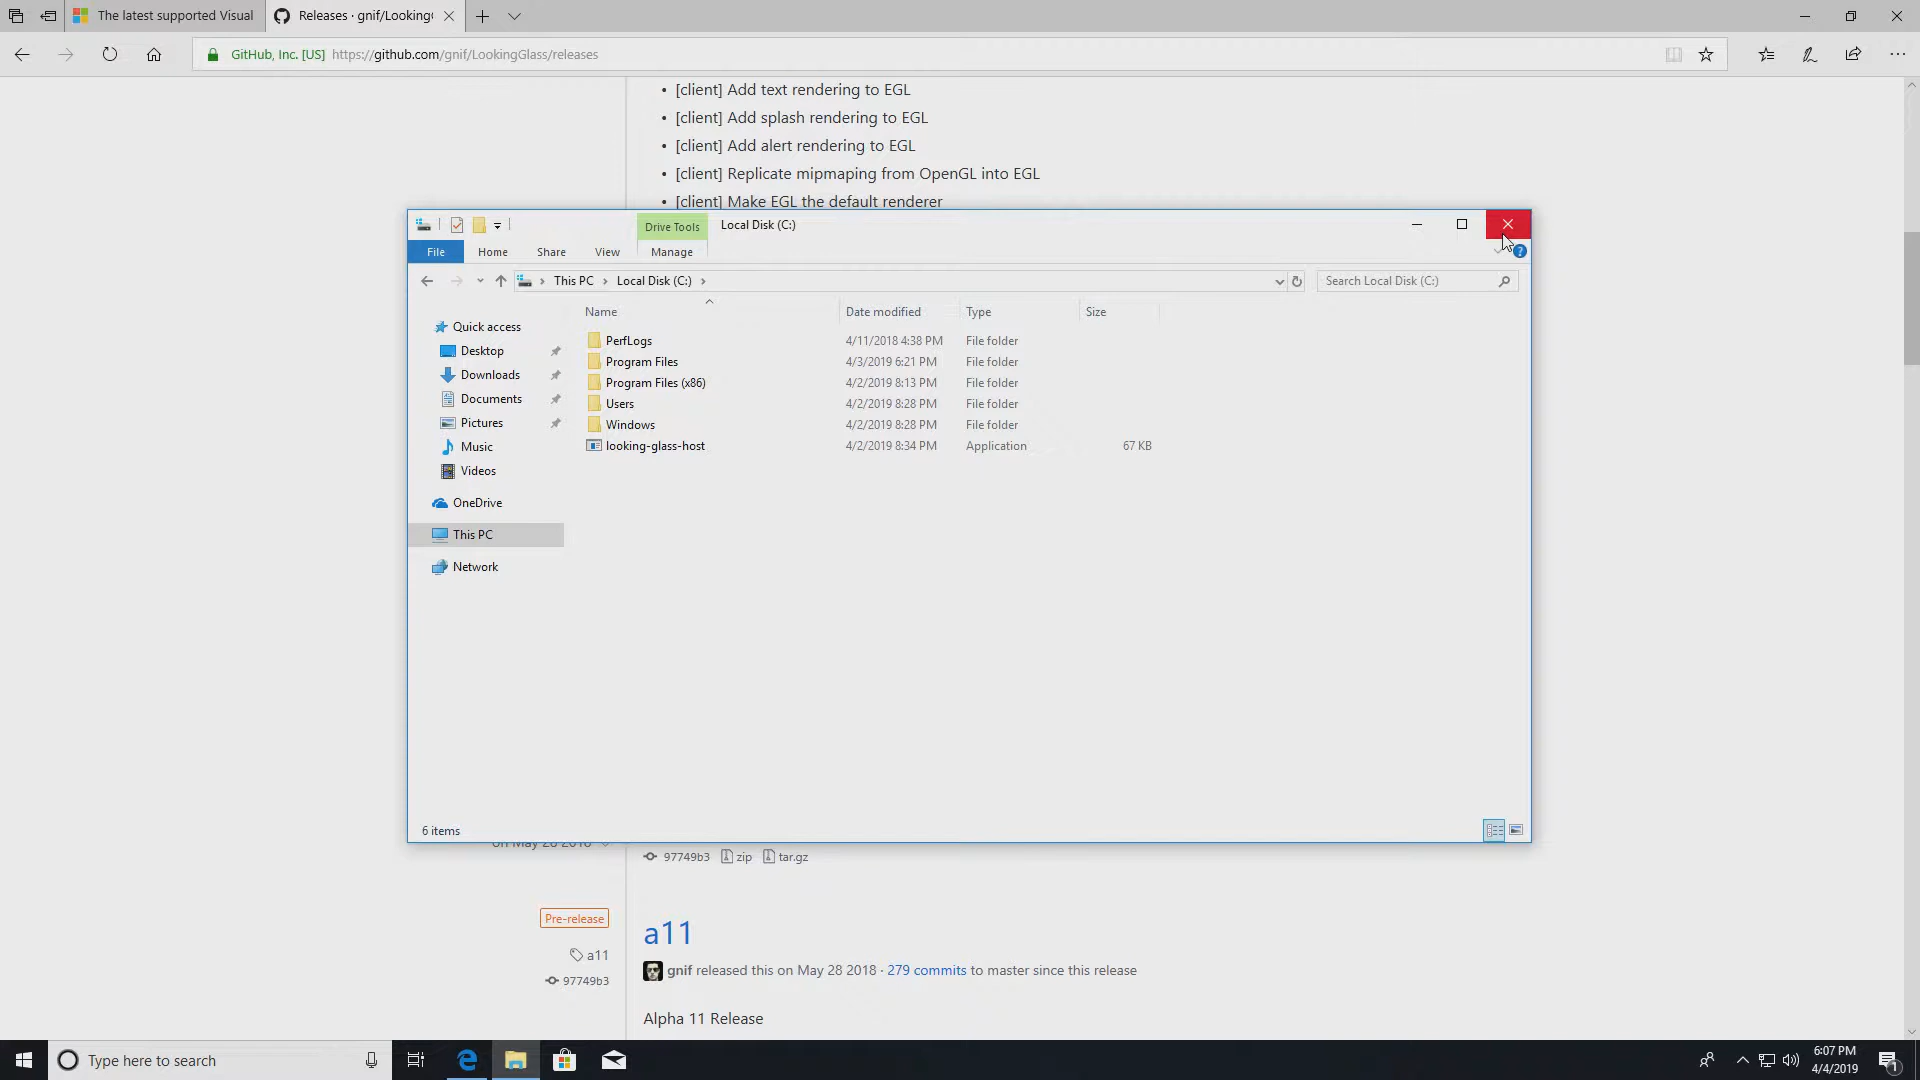 The latest supported Visual
Releases · gnif/Looking
GitHub, Inc. [US] https://github.com/gnif/LookingGlass/releases
• [client] Add text rendering to EGL
• [client] Add splash rendering to EGL
• [client] Add alert rendering to EGL
• [client] Replicate mipmaping from OpenGL into EGL
• [client] Make EGL the default renderer
Drive Tools Local Disk (C:)
File Home Share View Manage
This PC Local Disk (C:) Search Local Disk (C:)
Name Date modified Type Size
Quick access
Desktop
Downloads
Documents
Pictures
Music
Videos
OneDrive
This PC
Network
PerfLogs 4/11/2018 4:38 PM File folder
Program Files 4/3/2019 6:21 PM File folder
Program Files (x86) 4/2/2019 8:13 PM File folder
Users 4/2/2019 8:28 PM File folder
Windows 4/2/2019 8:28 PM File folder
looking-glass-host 4/2/2019 8:34 PM Application 67 KB
6 items
on May 28 2018
97749b3 zip tar.gz
Pre-release
a11
97749b3
a11
gnif released this on May 28 2018 · 279 commits to master since this release
Alpha 11 Release
Type here to search
6:07 PM
4/4/2019
1